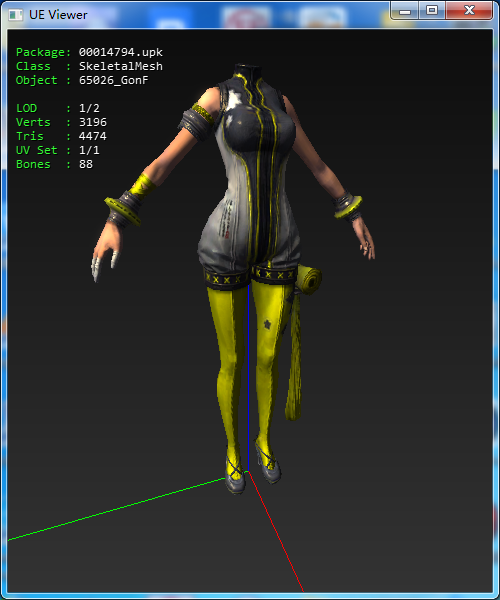 UE Viewer
Package: 00014794.upk
Class : SkeletalMesh
Object : 65026_GonF
LOD : 1/2
Verts : 3196
Tris : 4474
UV Set : 1/1
Bones : 88